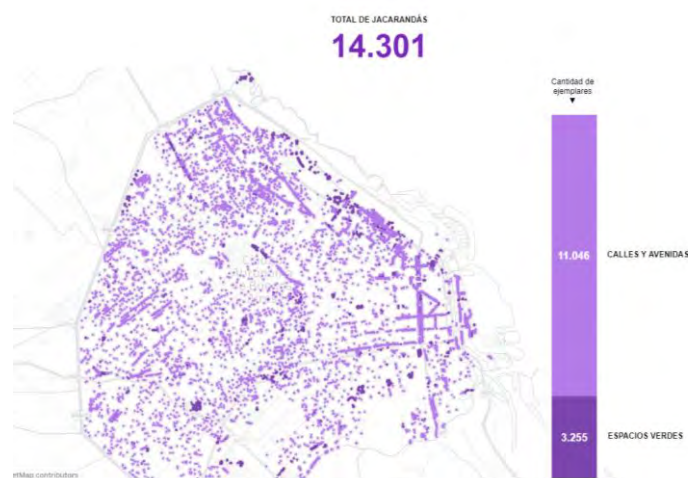 TOTAL DE JACARANDÁS
14.301
Cantidad de
ejemplares
▼
11.046
CALLES Y AVENIDAS
3.255
ESPACIOS VERDES
etMap contributors